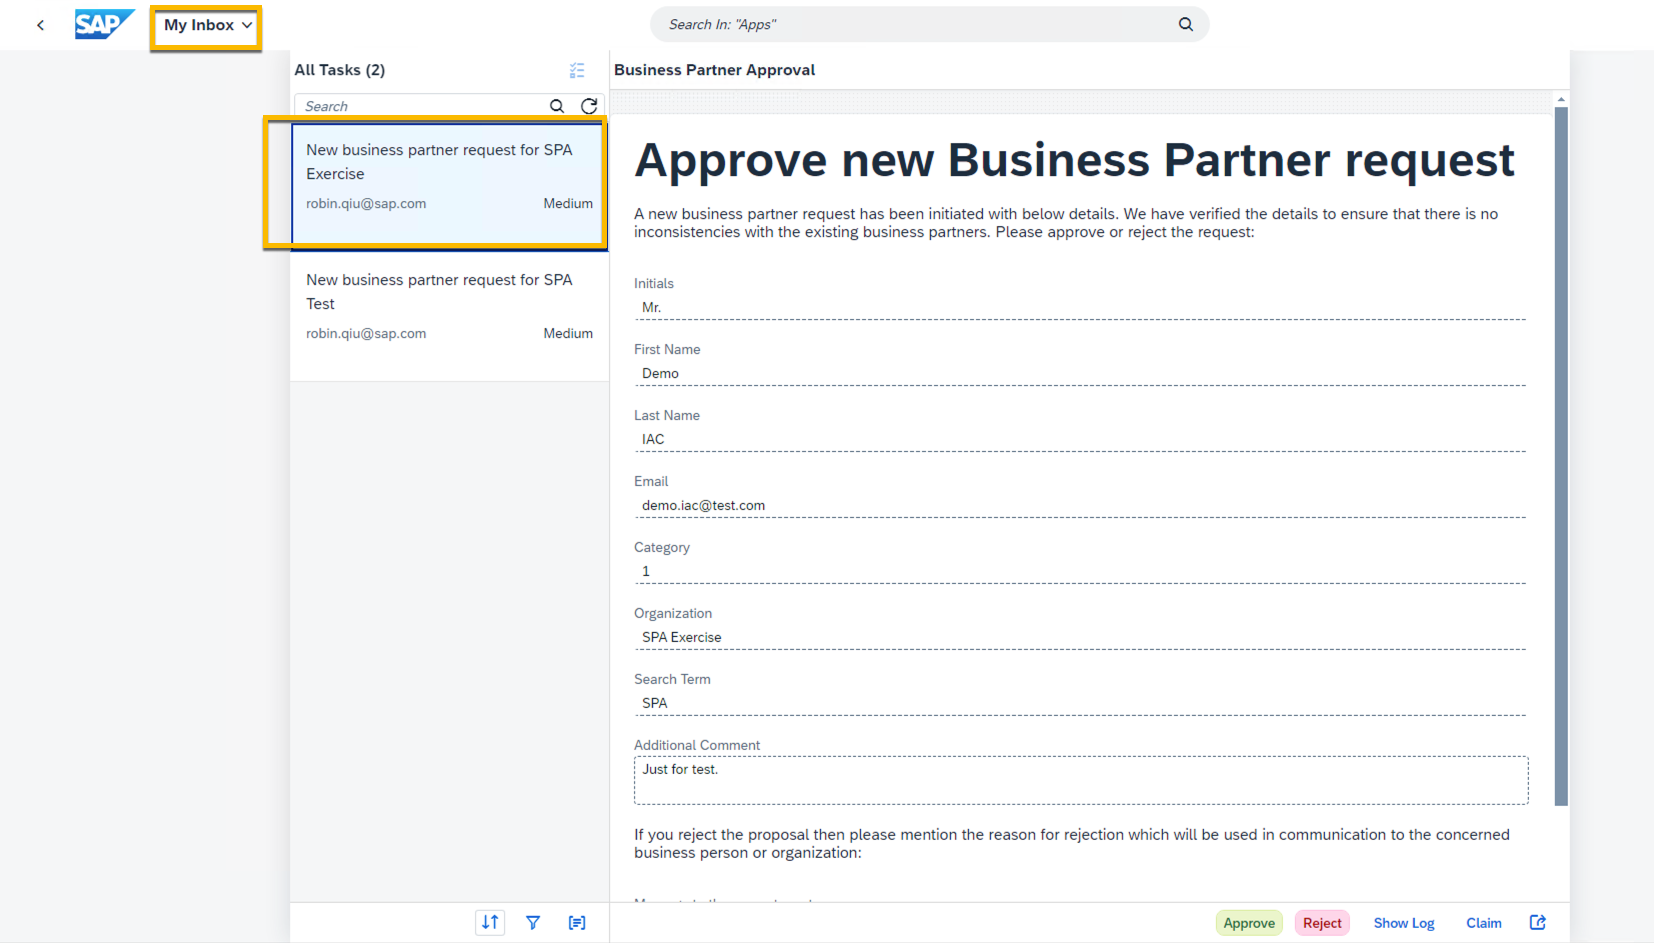 SAP
My Inbox
Search In: "Apps"
All Tasks (2)
Search
New business partner request for SPA
Exercise
robin.qiu@sap.com Medium
New business partner request for SPA
Test
robin.qiu@sap.com Medium
Business Partner Approval
Approve new Business Partner request
A new business partner request has been initiated with below details. We have verified the details to ensure that there is no
inconsistencies with the existing business partners. Please approve or reject the request:
Initials
Mr.
First Name
Demo
Last Name
IAC
Email
demo.iac@test.com
Category
1
Organization
SPA Exercise
Search Term
SPA
Additional Comment
Just for test.
If you reject the proposal then please mention the reason for rejection which will be used in communication to the concerned
business person or organization:
Approve Reject Show Log Claim